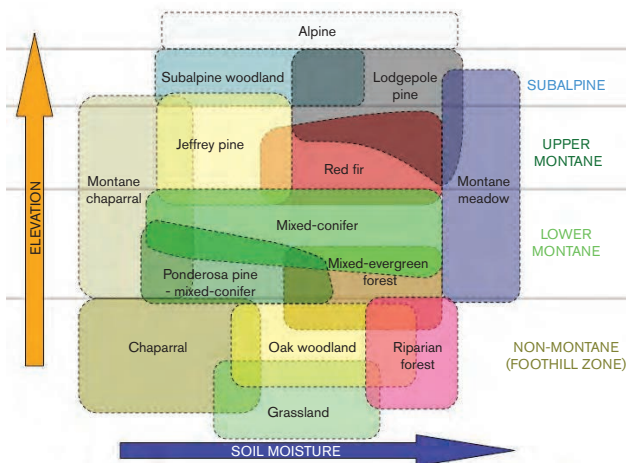 Alpine
Subalpine woodland
Lodgepole
pine
SUBALPINE
Jeffrey pine
Red fir
UPPER
MONTANE
Montane
chaparral
Montane
meadow
Mixed-conifer
LOWER
MONTANE
Mixed-evergreen
forest
Ponderosa pine
- mixed-conifer
ELEVATION
Chaparral
Oak woodland
Riparian
forest
NON-MONTANE
(FOOTHILL ZONE)
Grassland
SOIL MOISTURE